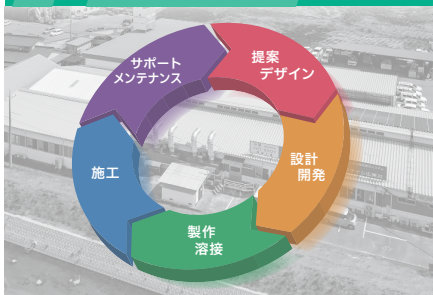 提案
デザイン
設計
開発
製作
溶接
施工
サポート
メンテナンス